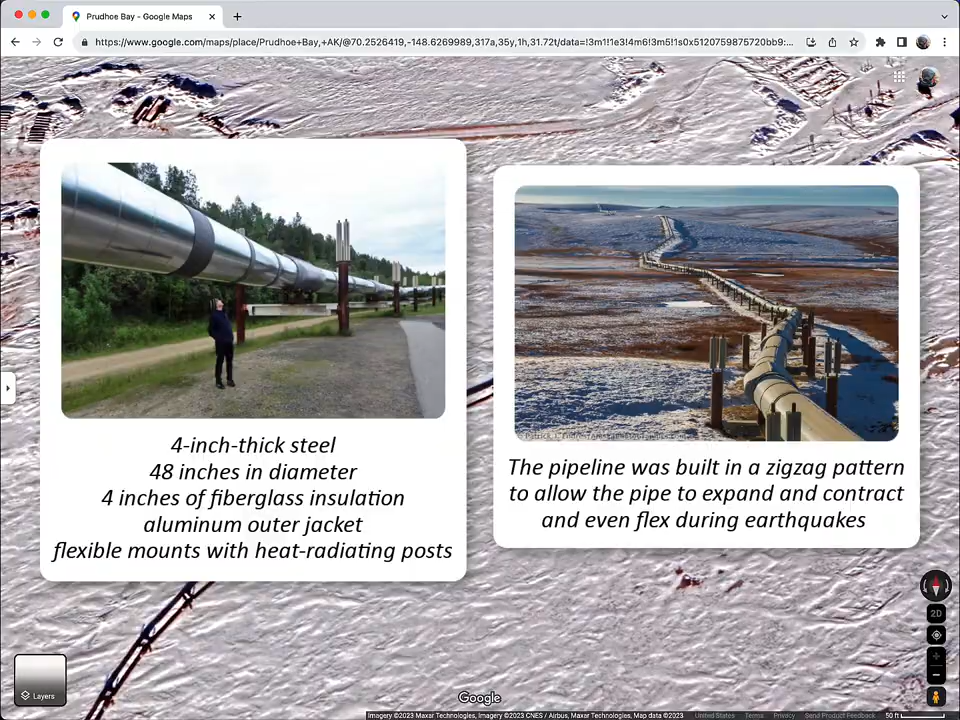 Prudhoe Bay - Google Maps
https://www.google.com/maps/place/Prudhoe+Bay,+AK/@70.2526419,-148.6269989,317a,35y,1h,31.72t/data=!3m1!1e3!4m6!3m5!1s0x5120759875720bb9:...
4-inch-thick steel
48 inches in diameter
4 inches of fiberglass insulation
aluminum outer jacket
flexible mounts with heat-radiating posts
The pipeline was built in a zigzag pattern
to allow the pipe to expand and contract
and even flex during earthquakes
2D
Layers
Google
Imagery ©2023 Maxar Technologies, Imagery ©2023 CNES / Airbus, Maxar Technologies, Map data ©2023 United States Terms Privacy Send Product Feedback 50 ft